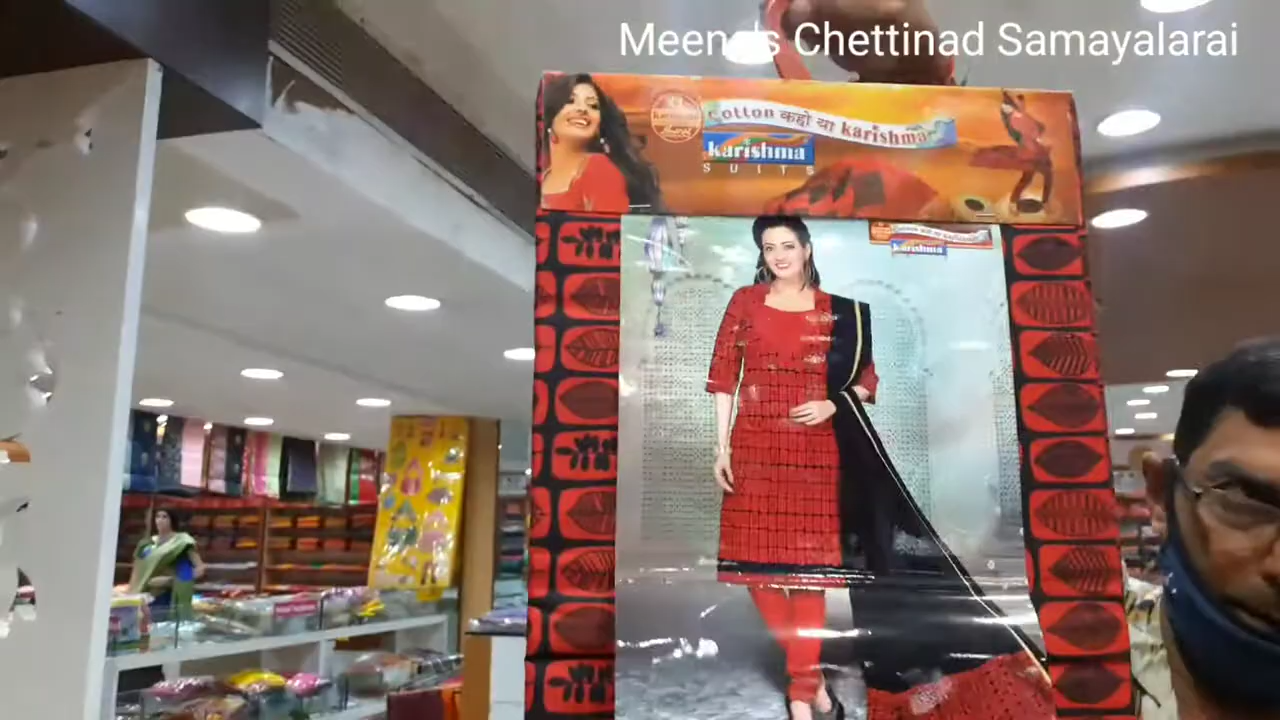 Meena's Chettinad Samayalarai
cotton कहो या karishma
karishma
SUITS
karishma